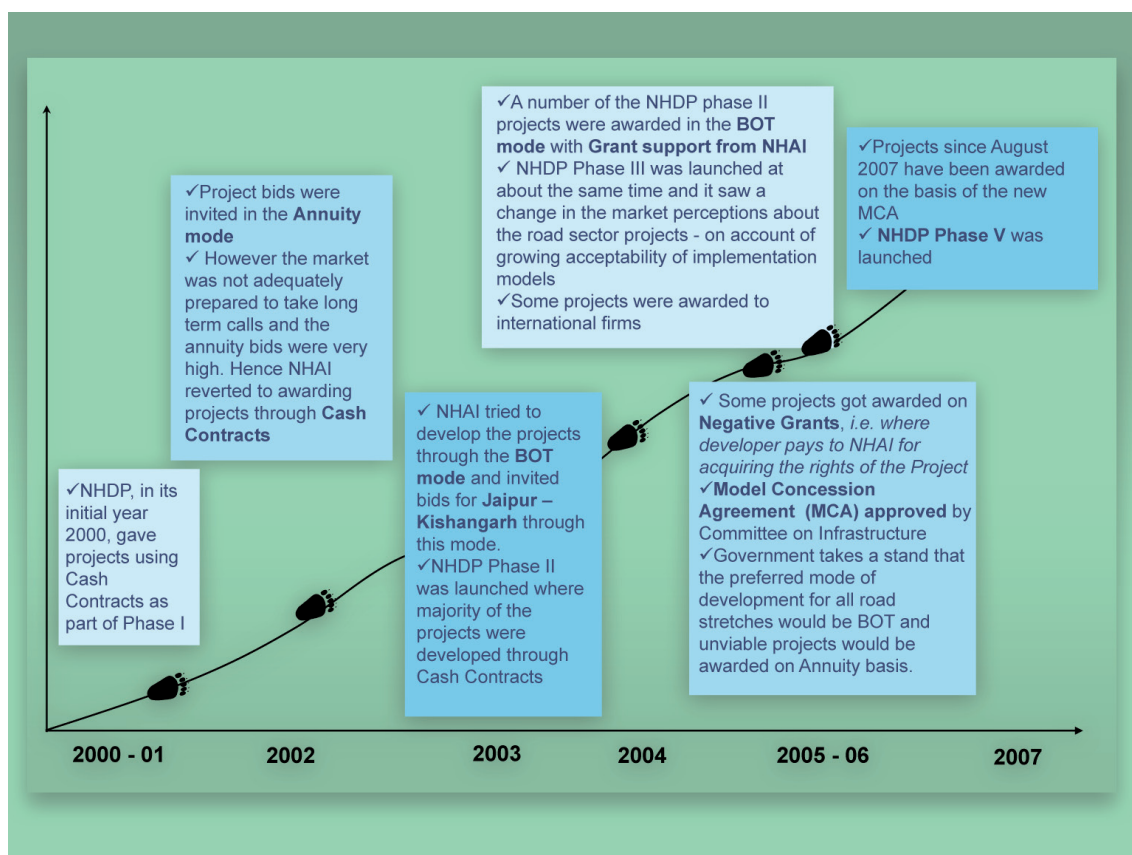 ✓NHDP, in its
initial year
2000, gave
projects using
Cash
Contracts as
part of Phase I
✓Project bids were
invited in the Annuity
mode
✓ However the market
was not adequately
prepared to take long
term calls and the
annuity bids were very
high. Hence NHAI
reverted to awarding
projects through Cash
Contracts
✓ NHAI tried to
develop the projects
through the BOT
mode and invited
bids for Jaipur –
Kishangarh through
this mode.
✓NHDP Phase II
was launched where
majority of the
projects were
developed through
Cash Contracts
✓A number of the NHDP phase II
projects were awarded in the BOT
mode with Grant support from NHAI
✓ NHDP Phase III was launched at
about the same time and it saw a
change in the market perceptions about
the road sector projects - on account of
growing acceptability of implementation
models
✓Some projects were awarded to
international firms
✓ Some projects got awarded on
Negative Grants, i.e. where
developer pays to NHAI for
acquiring the rights of the Project
✓Model Concession
Agreement (MCA) approved by
Committee on Infrastructure
✓Government takes a stand that
the preferred mode of
development for all road
stretches would be BOT and
unviable projects would be
awarded on Annuity basis.
✓Projects since August
2007 have been awarded
on the basis of the new
MCA
✓ NHDP Phase V was
launched
2000 - 01 2002 2003 2004 2005 - 06 2007